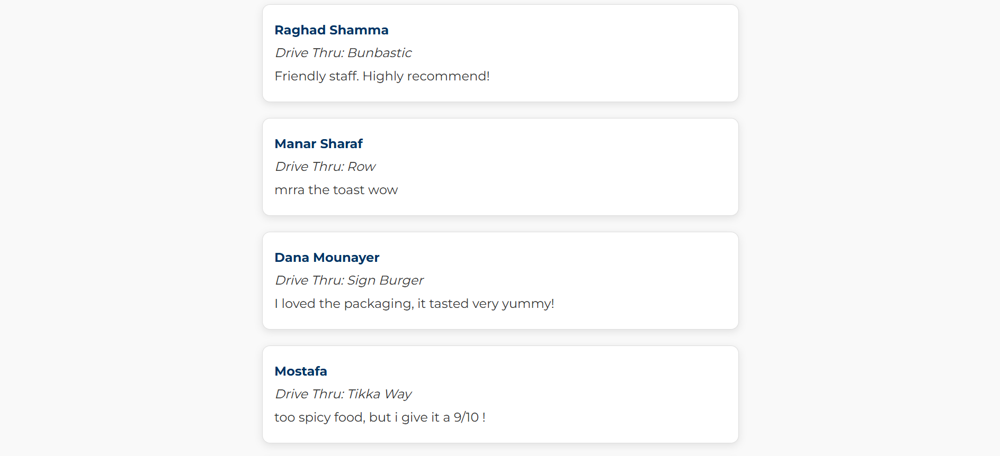 Raghad Shamma
Drive Thru: Bunbastic
Friendly staff. Highly recommend!
Manar Sharaf
Drive Thru: Row
mrra the toast wow
Dana Mounayer
Drive Thru: Sign Burger
I loved the packaging, it tasted very yummy!
Mostafa
Drive Thru: Tikka Way
too spicy food, but i give it a 9/10 !